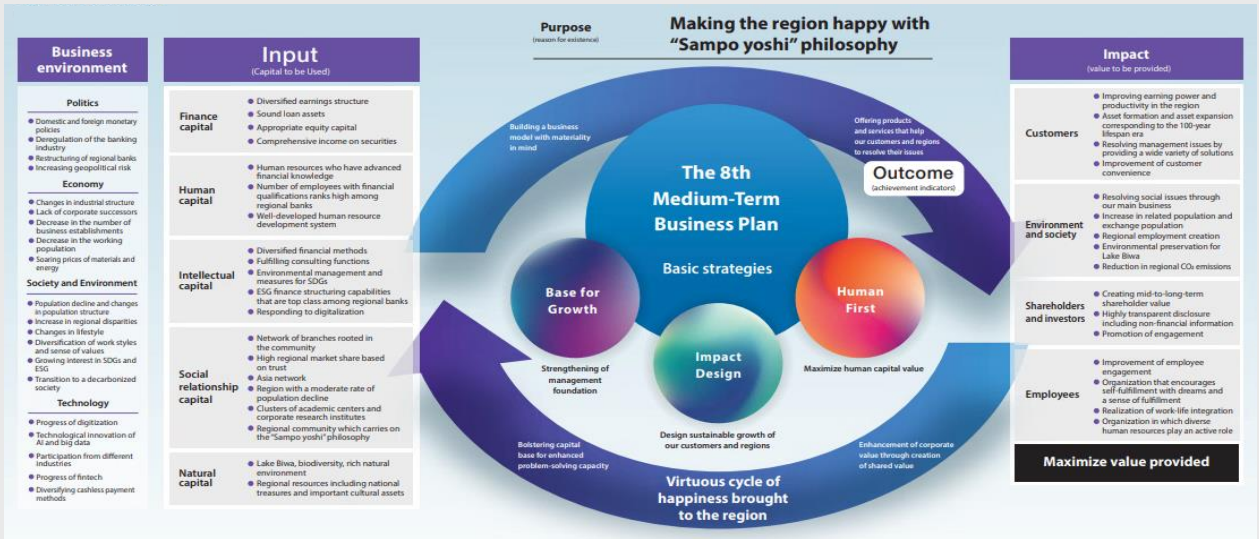 Business
environment
Politics
Domestic and foreign monetary
policies
Deregulation of the banking
industry
Restructuring of regional banks
Increasing geopolitical risk
Economy
Changes in industrial structure
Lack of corporate successors
Decrease in the number of
business establishments
Decrease in the working
population
Soaring prices of materials and
energy
Society and Environment
Population decline and changes
in population structure
Increase in regional disparities
Changes in lifestyle
Diversification of work styles
and sense of values
Growing interest in SDGs and
ESG
Transition to a decarbonized
society
Technology
Progress of digitization
Technological innovation of
AI and big data
Participation from different
Industries
Progress of fintech
Diversifying cashless payment
methods
Input
(Capital to be Used)
Finance
capital
Diversified earnings structure
Sound loan assets
Appropriate equity capital
Comprehensive income on securities
Human
capital
Human resources who have advanced
financial knowledge
Number of employees with financial
qualifications ranks high among
regional banks
Well-developed human resource
development system
Intellectual
capital
Diversified financial methods
Fulfilling consulting functions
Environmental management and
measures for SDGs
ESG finance structuring capabilities
that are top class among regional banks
Responding to digitalization
Social
relationship
capital
Network of branches rooted in
the community
High regional market share based
on trust
Asia network
Region with a moderate rate of
population decline
Clusters of academic centers and
corporate research institutes
Regional community which carries on
the "Sampo yoshi" philosophy
Natural
capital
Lake Biwa, biodiversity, rich natural
environment
Regional resources including national
treasures and important cultural assets
Purpose
(reason for existence)
Making the region happy with
"Sampo yoshi" philosophy
Building a business
model with materiality
in mind
Offering products
and services that help
our customers and regions
to resolve their issues
Outcome
(achievement indicators)
The 8th
Medium-Term
Business Plan
Basic strategies
Base for
Growth
Strengthening of
management
foundation
Impact
Design
Design sustainable growth of
our customers and regions
Human
First
Maximize human capital value
Bolstering capital
base for enhanced
problem-solving capacity
Enhancement of corporate
value through creation
of shared value
Virtuous cycle of
happiness brought
to the region
Impact
(value to be provided)
Customers
Improving earning power and
productivity in the region
Asset formation and asset expansion
corresponding to the 100-year
lifespan era
Resolving management issues by
providing a wide variety of solutions
Improvement of customer
convenience
Environment
and society
Resolving social issues through
our main business
Increase in related population and
exchange population
Regional employment creation
Environmental preservation for
Lake Biwa
Reduction in regional CO₂ emissions
Shareholders
and investors
Creating mid-to-long-term
shareholder value
Highly transparent disclosure
including non-financial information
Promotion of engagement
Employees
Improvement of employee
engagement
Organization that encourages
self-fulfillment with dreams and
a sense of fulfillment
Realization of work-life integration
Organization in which diverse
human resources play an active role
Maximize value provided